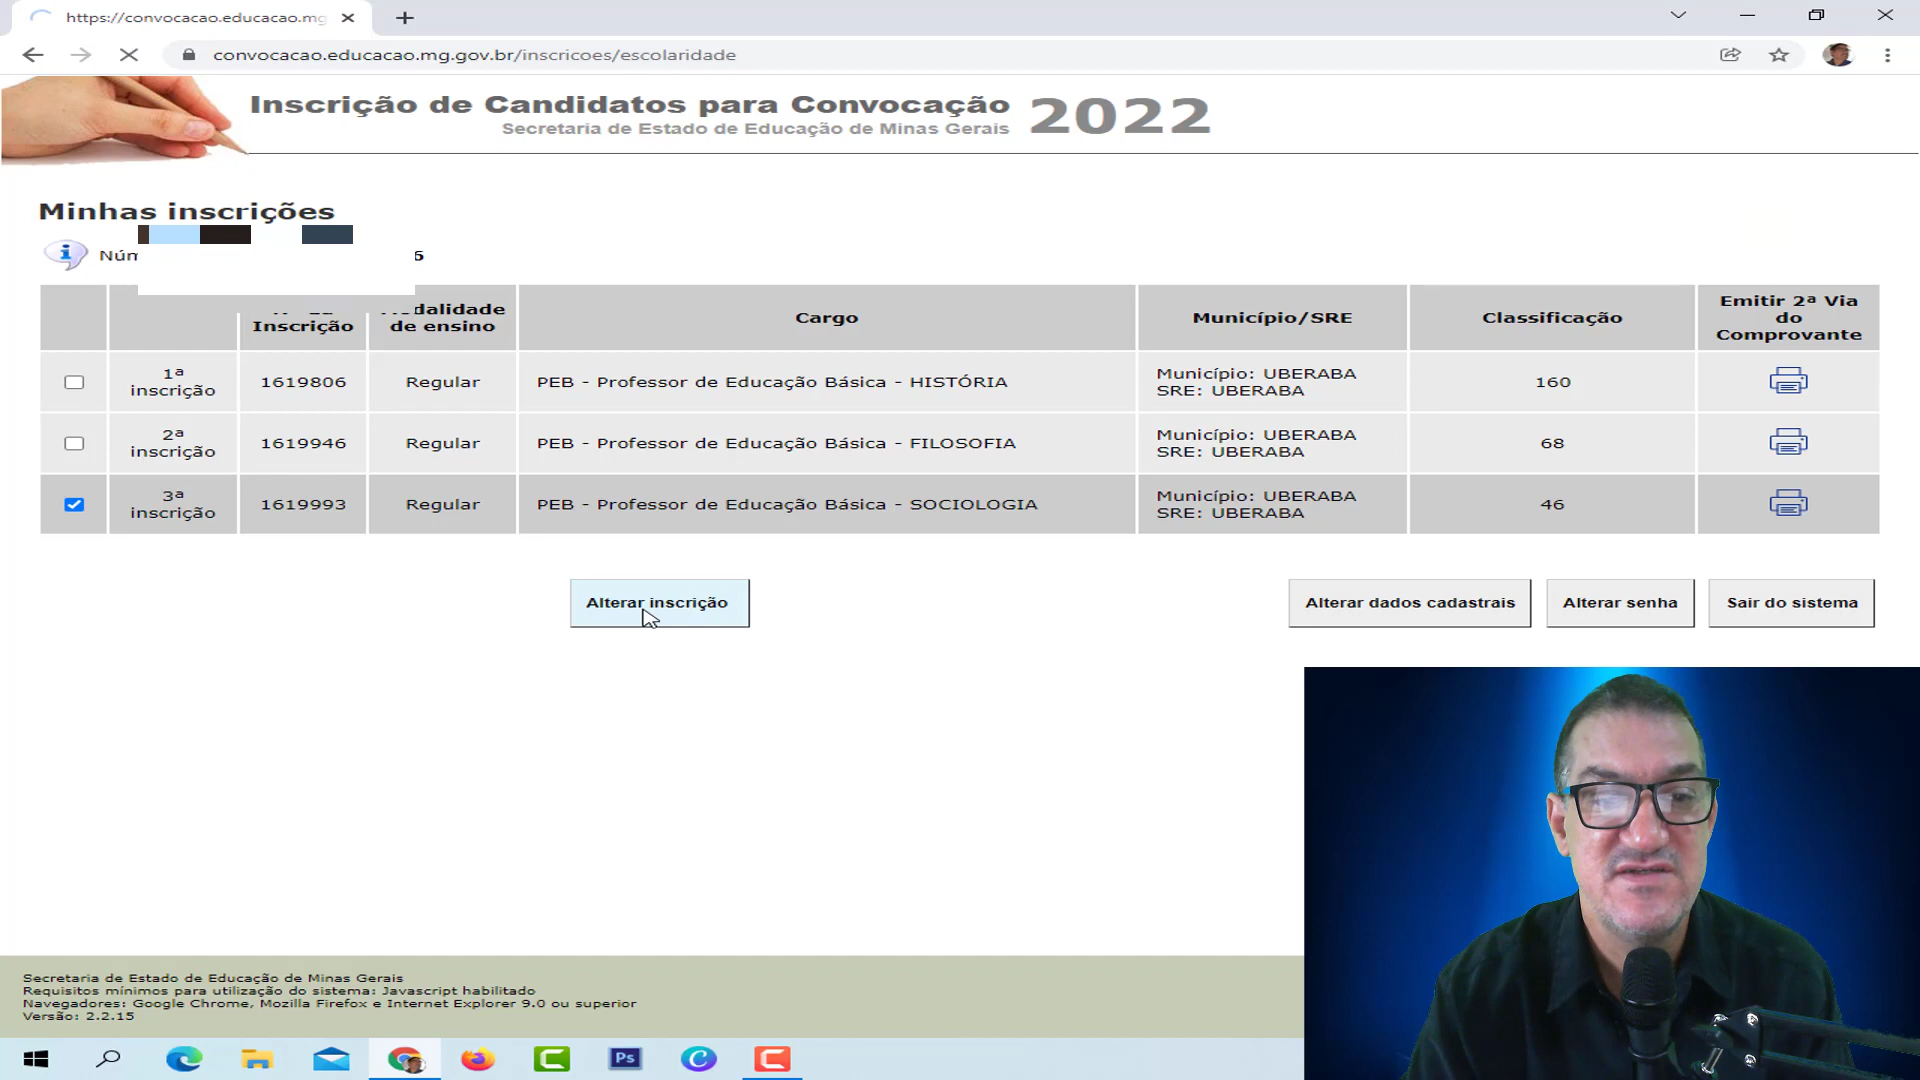 https://convocacao.educacao.mg
convocacao.educacao.mg.gov.br/inscricoes/escolaridade
Inscrição de Candidatos para Convocação 2022
Secretaria de Estado de Educação de Minas Gerais
Minhas inscrições
6
Inscrição
de ensino
Cargo
Município/SRE
Classificação
Emitir 2ª Via
do
Comprovante
1ª
inscrição
1619806
Regular
PEB - Professor de Educação Básica - HISTÓRIA
Município: UBERABA
SRE: UBERABA
160
2ª
inscrição
1619946
Regular
PEB - Professor de Educação Básica - FILOSOFIA
Município: UBERABA
SRE: UBERABA
68
3ª
inscrição
1619993
Regular
PEB - Professor de Educação Básica - SOCIOLOGIA
Município: UBERABA
SRE: UBERABA
46
Alterar inscrição
Alterar dados cadastrais
Alterar senha
Sair do sistema
Secretaria de Estado de Educação de Minas Gerais
Requisitos mínimos para utilização do sistema: Javascript habilitado
Navegadores: Google Chrome, Mozilla Firefox e Internet Explorer 9.0 ou superior
Versão: 2.2.15
Ps